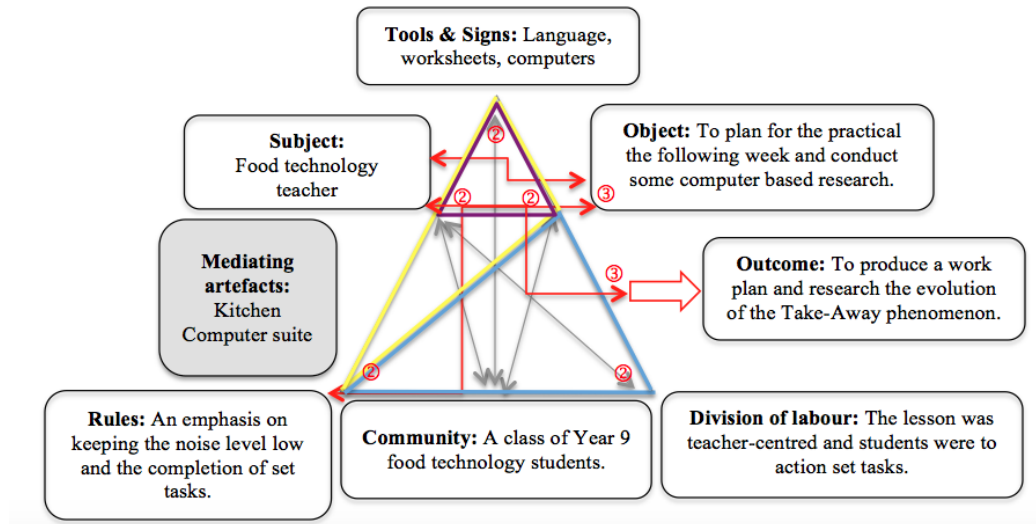 Tools & Signs: Language,
worksheets, computers
Subject:
Food technology
teacher
Object: To plan for the practical
the following week and conduct
some computer based research.
②
②
②
③
Mediating
artefacts:
Kitchen
Computer suite
③
Outcome: To produce a work
plan and research the evolution
of the Take-Away phenomenon.
②
②
Rules: An emphasis on
keeping the noise level low
and the completion of set
tasks.
Community: A class of Year 9
food technology students.
Division of labour: The lesson was
teacher-centred and students were to
action set tasks.